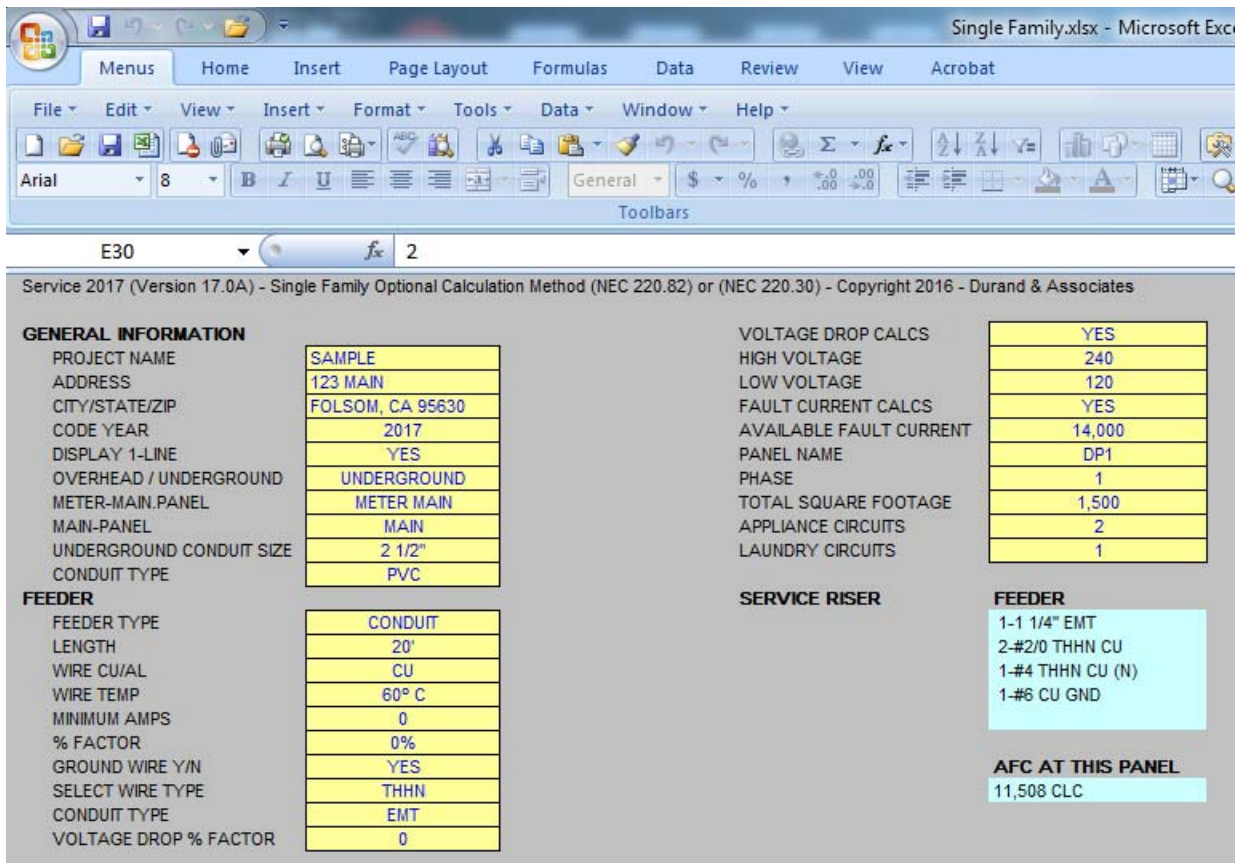 Single Family.xlsx - Microsoft Exce
Menus Home Insert Page Layout Formulas Data Review View Acrobat
File Edit View Insert Format Tools Data Window Help
Arial 8 B I U General $ % , .00
Toolbars
E30 fx 2
Service 2017 (Version 17.0A) - Single Family Optional Calculation Method (NEC 220.82) or (NEC 220.30) - Copyright 2016 - Durand & Associates
GENERAL INFORMATION
PROJECT NAME SAMPLE
ADDRESS 123 MAIN
CITY/STATE/ZIP FOLSOM, CA 95630
CODE YEAR 2017
DISPLAY 1-LINE YES
OVERHEAD / UNDERGROUND UNDERGROUND
METER-MAIN.PANEL METER MAIN
MAIN-PANEL MAIN
UNDERGROUND CONDUIT SIZE 2 1/2"
CONDUIT TYPE PVC
FEEDER
FEEDER TYPE CONDUIT
LENGTH 20'
WIRE CU/AL CU
WIRE TEMP 60° C
MINIMUM AMPS 0
% FACTOR 0%
GROUND WIRE Y/N YES
SELECT WIRE TYPE THHN
CONDUIT TYPE EMT
VOLTAGE DROP % FACTOR 0
VOLTAGE DROP CALCS YES
HIGH VOLTAGE 240
LOW VOLTAGE 120
FAULT CURRENT CALCS YES
AVAILABLE FAULT CURRENT 14,000
PANEL NAME DP1
PHASE 1
TOTAL SQUARE FOOTAGE 1,500
APPLIANCE CIRCUITS 2
LAUNDRY CIRCUITS 1
SERVICE RISER FEEDER
1-1 1/4" EMT
2-#2/0 THHN CU
1-#4 THHN CU (N)
1-#6 CU GND
AFC AT THIS PANEL
11,508 CLC